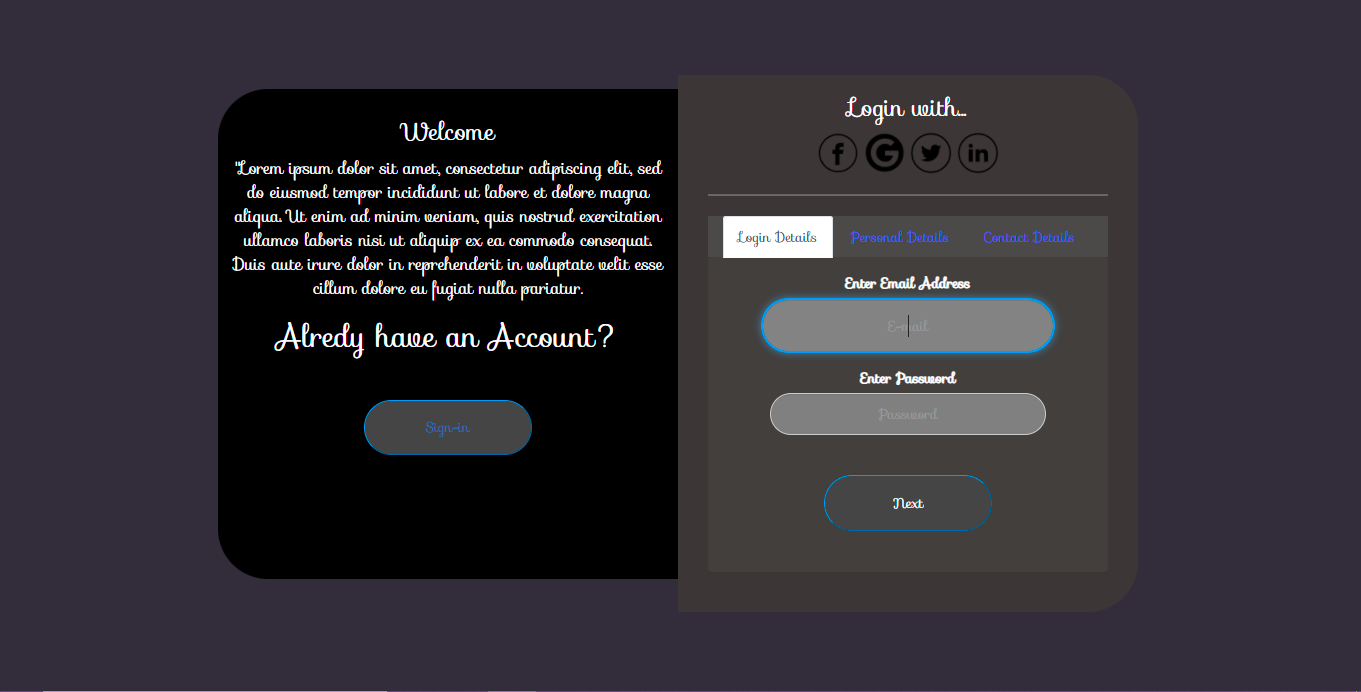 Welcome
"Lorem ipsum dolor sit amet, consectetur adipiscing elit, sed
do eiusmod tempor incididunt ut labore et dolore magna
aliqua. Ut enim ad minim veniam, quis nostrud exercitation
ullamco laboris nisi ut aliquip ex ea commodo consequat.
Duis aute irure dolor in reprehenderit in voluptate velit esse
cillum dolore eu fugiat nulla pariatur.
Alredy have an Account?
Sign-in
Login with...
f G in
Login Details Personal Details Contact Details
Enter Email Address
E-mail
Enter Password
Password
Next